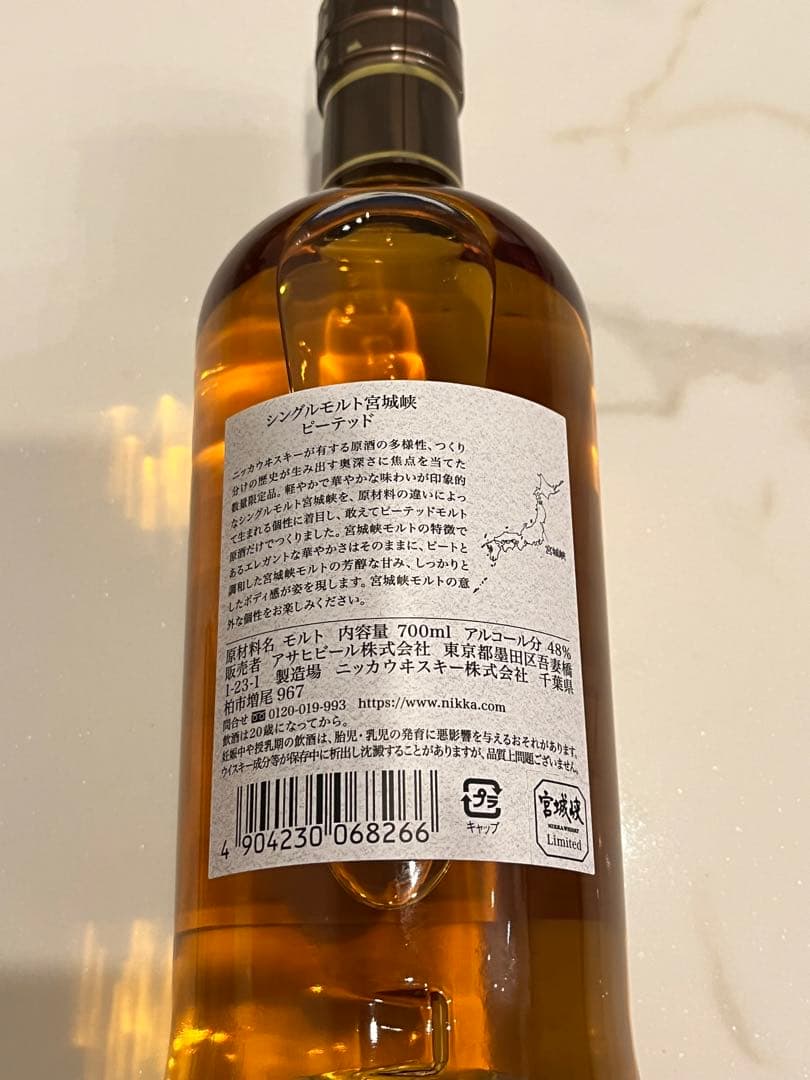 シングルモルト宮城峡
ピーテッド
ニッカウヰスキーが有する原酒の多様性、つくり
分けの歴史が生み出す奥深さに焦点を当てた
数量限定品。軽やかで華やかな味わいが印象的
なシングルモルト宮城峡を、原材料の違いによっ
て生まれる個性に着目し、敢えてピーテッドモルト
原酒だけでつくりました。宮城峡モルトの特徴で
あるエレガントな華やかさはそのままに、ピートと
調和した宮城峡モルトの芳醇な甘み、しっかりと
したボディ感が姿を現します。宮城峡モルトの意
外な個性をお楽しみください。
宮城峡
原材料名 モルト 内容量 700ml アルコール分 48%
販売者 アサヒビール株式会社 東京都墨田区吾妻橋
1-23-1 製造場 ニッカウヰスキー株式会社 千葉県
柏市増尾 967
問合せ 0120-019-993 https://www.nikka.com
飲酒は20歳になってから。
妊娠中や授乳期の飲酒は、胎児・乳児の発育に悪影響を与えるおそれがあります。
ウイスキー成分等が保存中に析出し沈澱することがありますが、品質上問題ございません。
4 904230 068266
プラ
キャップ
宮城峡
NIKKA WHISKY
Limited